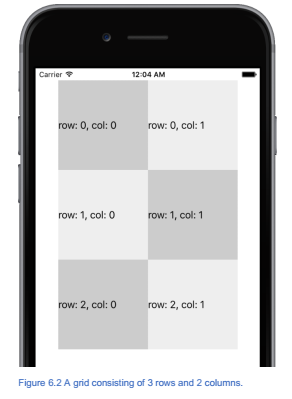 Carrier 12:04 AM
row: 0, col: 0 row: 0, col: 1
row: 1, col: 0 row: 1, col: 1
row: 2, col: 0 row: 2, col: 1
Figure 6.2 A grid consisting of 3 rows and 2 columns.